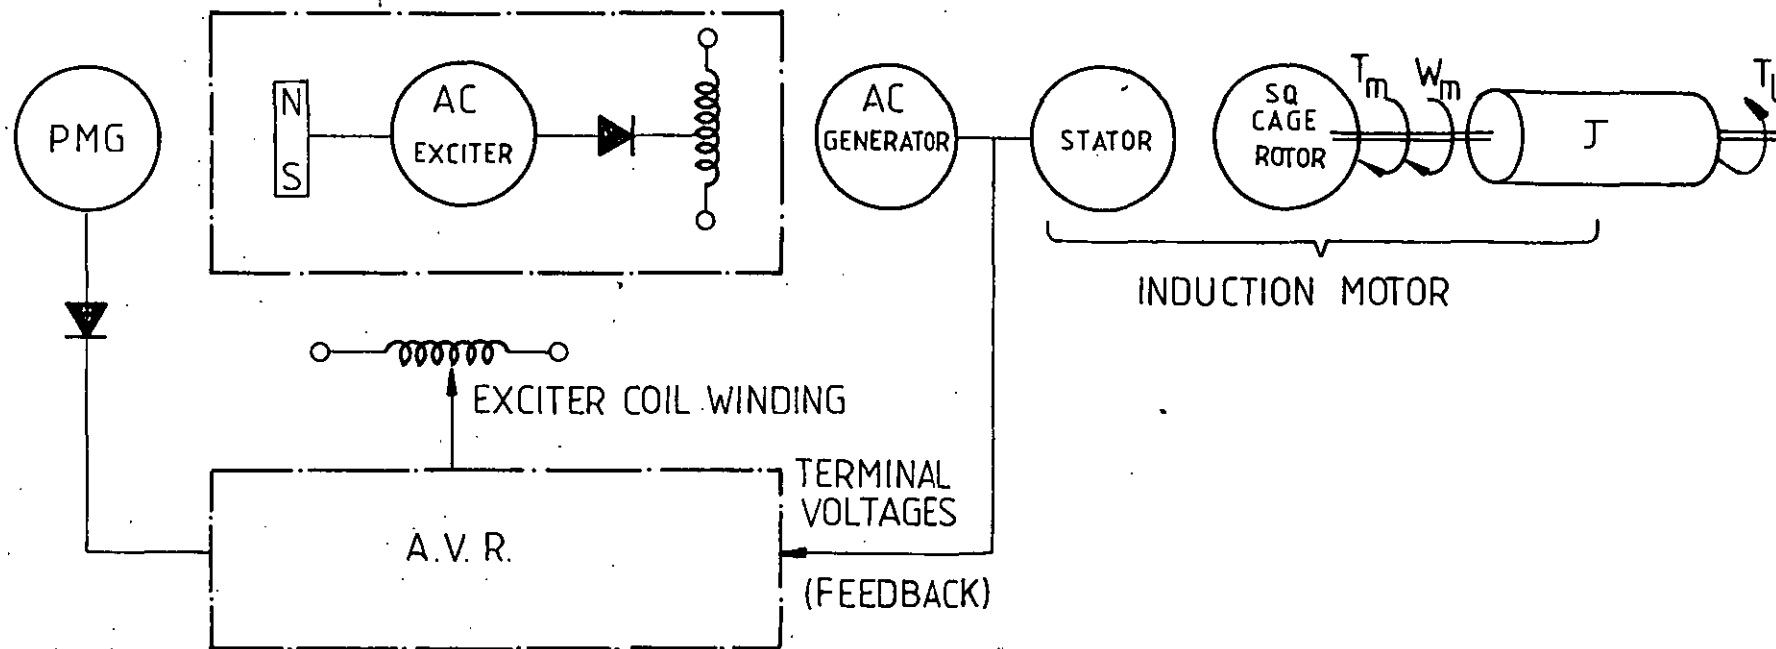 PMG
N
S
AC
EXCITER
AC
GENERATOR
STATOR
SQ
CAGE
ROTOR
Tm
Wm
J
INDUCTION MOTOR
EXCITER COIL WINDING
A.V.R.
TERMINAL
VOLTAGES
(FEEDBACK)